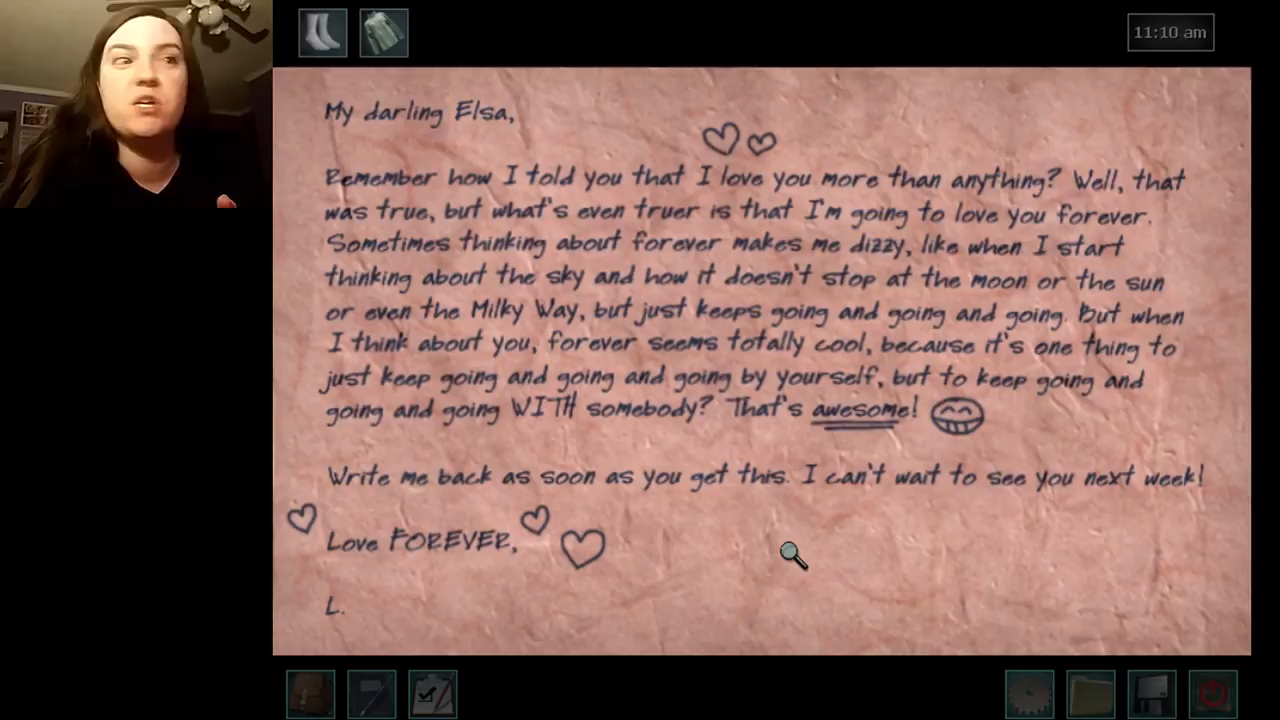 11:10 am
My darling Elsa,
Remember how I told you that I love you more than anything? Well, that
was true, but what's even truer is that I'm going to love you forever.
Sometimes thinking about forever makes me dizzy, like when I start
thinking about the sky and how it doesn't stop at the moon or the sun
or even the Milky Way, but just keeps going and going and going. But when
I think about you, forever seems totally cool, because it's one thing to
just keep going and going and going by yourself, but to keep going and
going and going WITH somebody? That's awesome!
Write me back as soon as you get this. I can't wait to see you next week!
Love FOREVER,
L.